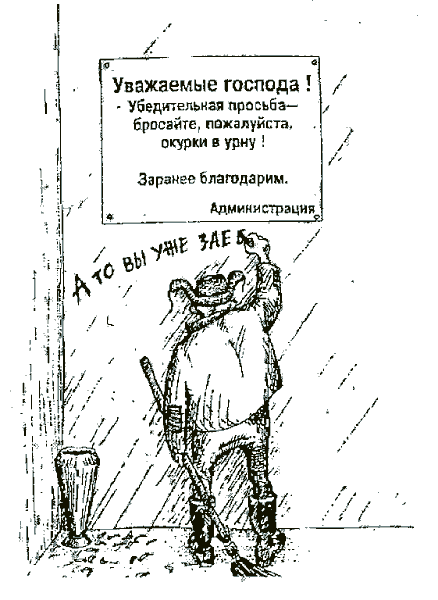 Уважаемые господа !
- Убедительная просьба—
бросайте, пожалуйста,
окурки в урну !
Заранее благодарим.
Администрация
А ТО ВЫ УЖЕ ЗАЕБ